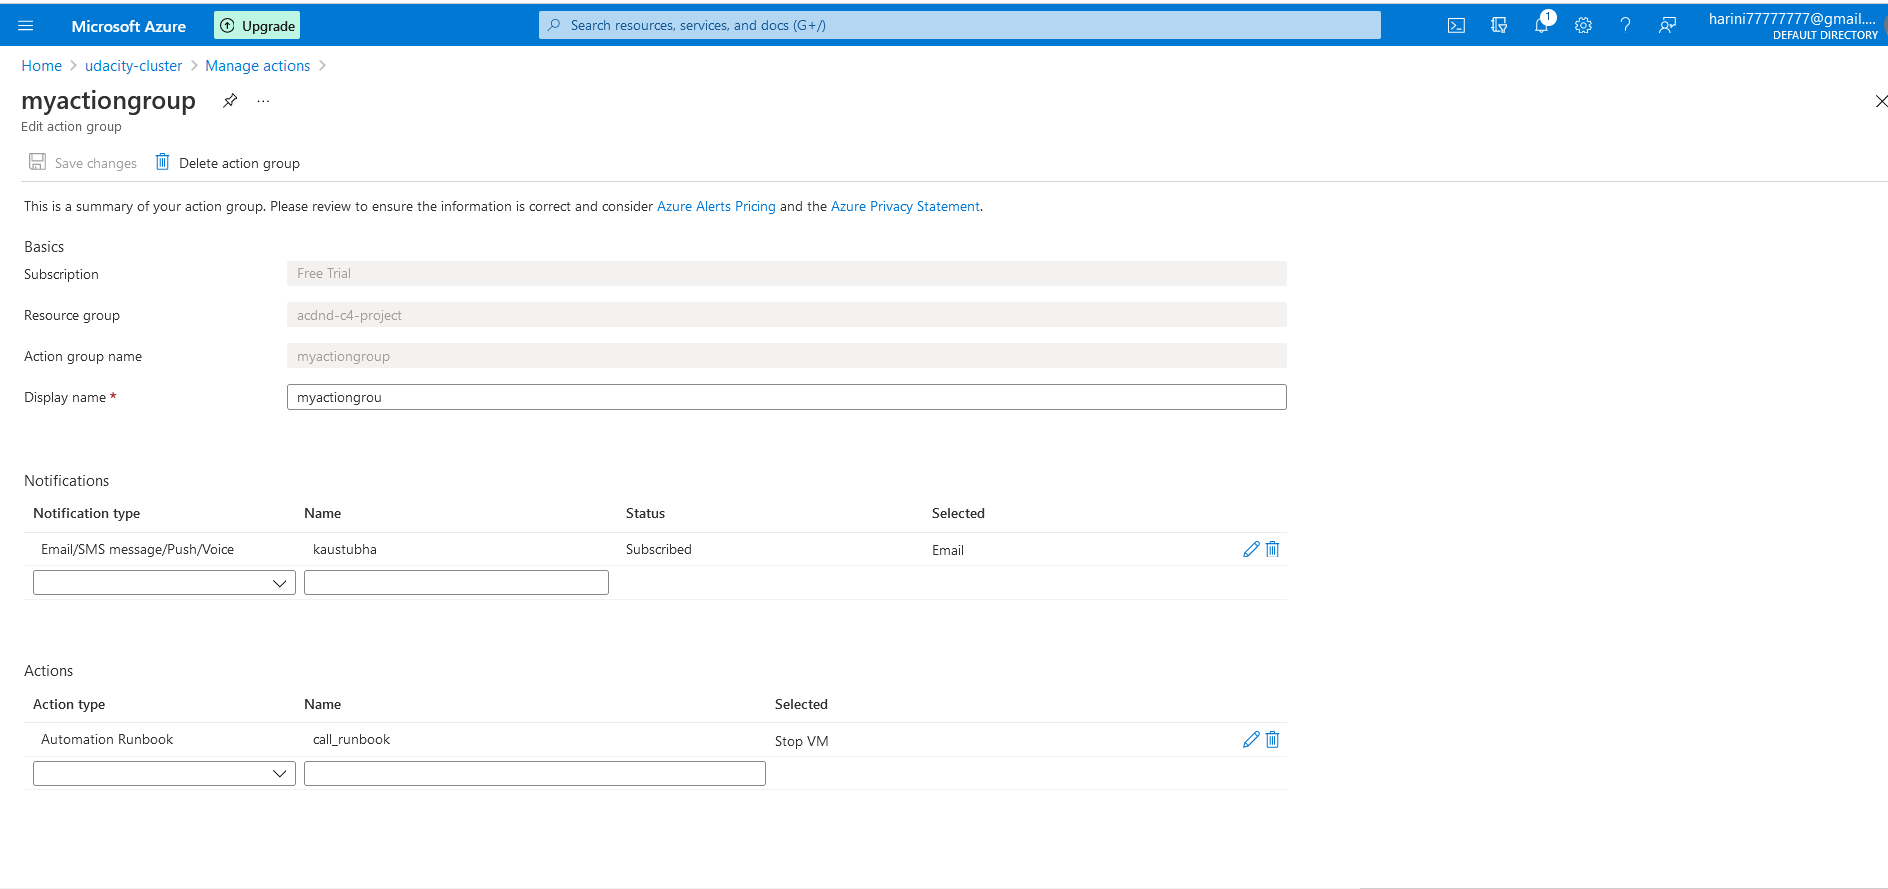 Microsoft Azure Upgrade Search resources, services, and docs (G+/) 1 harini77777777@gmail....
DEFAULT DIRECTORY
Home > udacity-cluster > Manage actions >
myactiongroup ...
Edit action group
Save changes Delete action group
This is a summary of your action group. Please review to ensure the information is correct and consider Azure Alerts Pricing and the Azure Privacy Statement.
Basics
Subscription Free Trial
Resource group acdnd-c4-project
Action group name myactiongroup
Display name * myactiongrou
Notifications
Notification type Name Status Selected
Email/SMS message/Push/Voice kaustubha Subscribed Email
Actions
Action type Name Selected
Automation Runbook call_runbook Stop VM